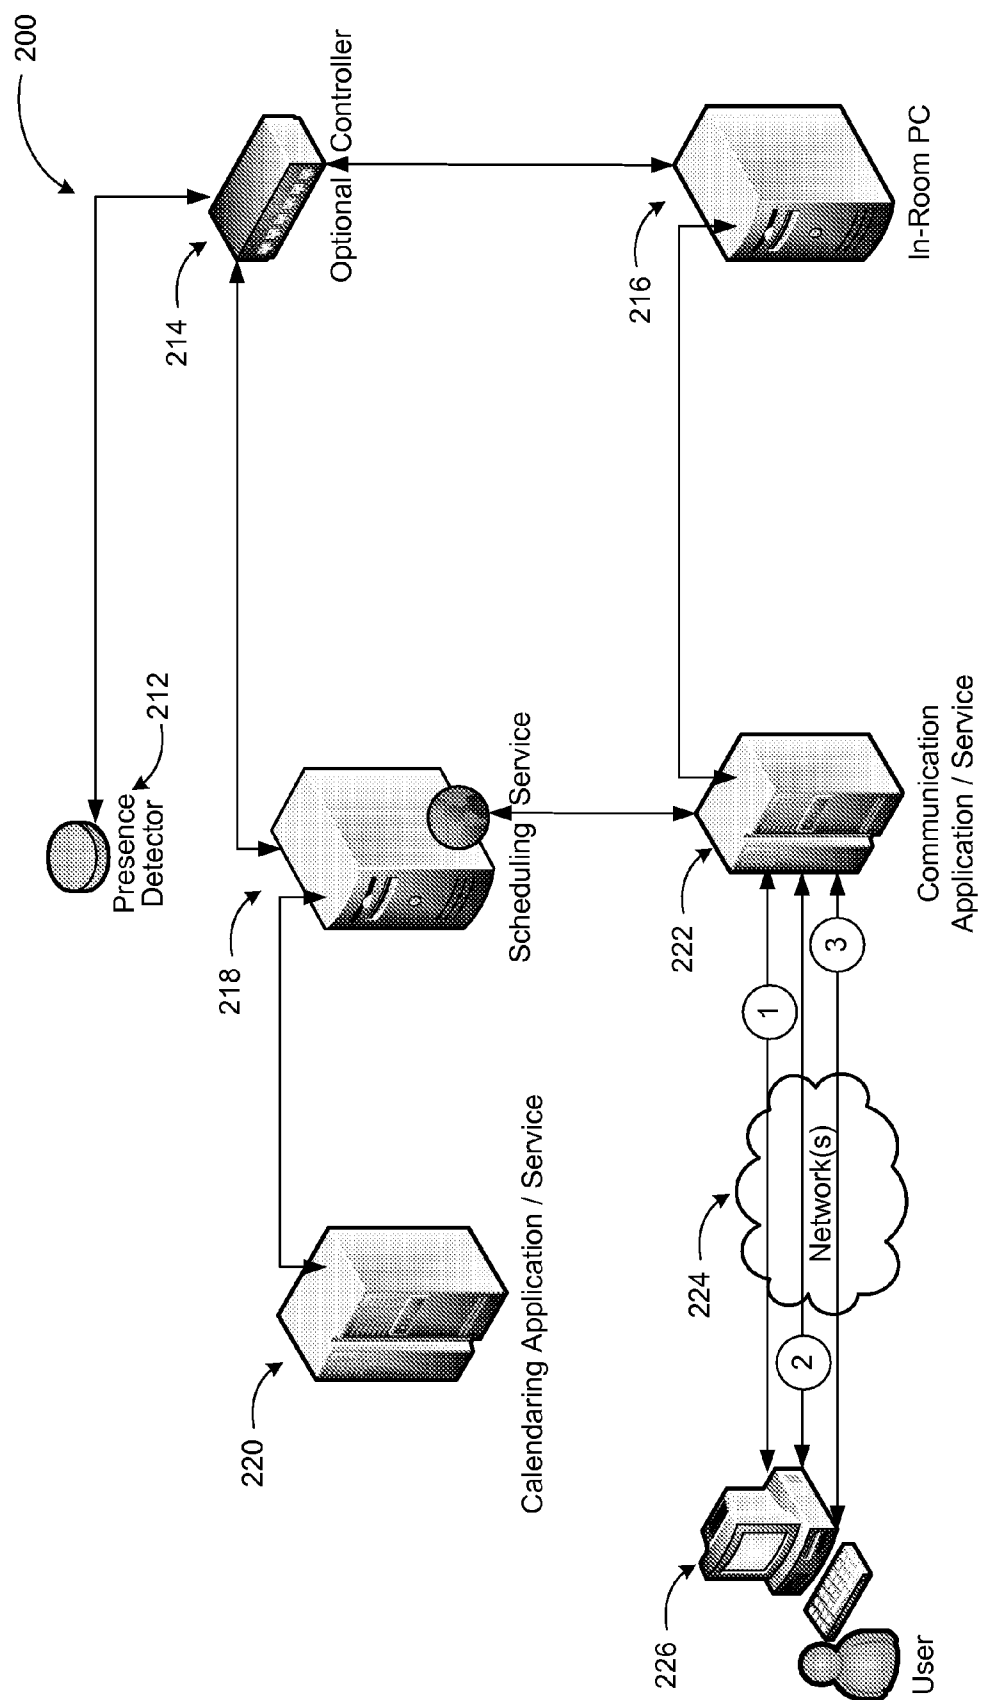 200
Presence
Detector
212
214
Optional Controller
218
Scheduling Service
220
Calendaring Application / Service
216
In-Room PC
222
Communication
Application / Service
1
2
3
224
Network(s)
226
User